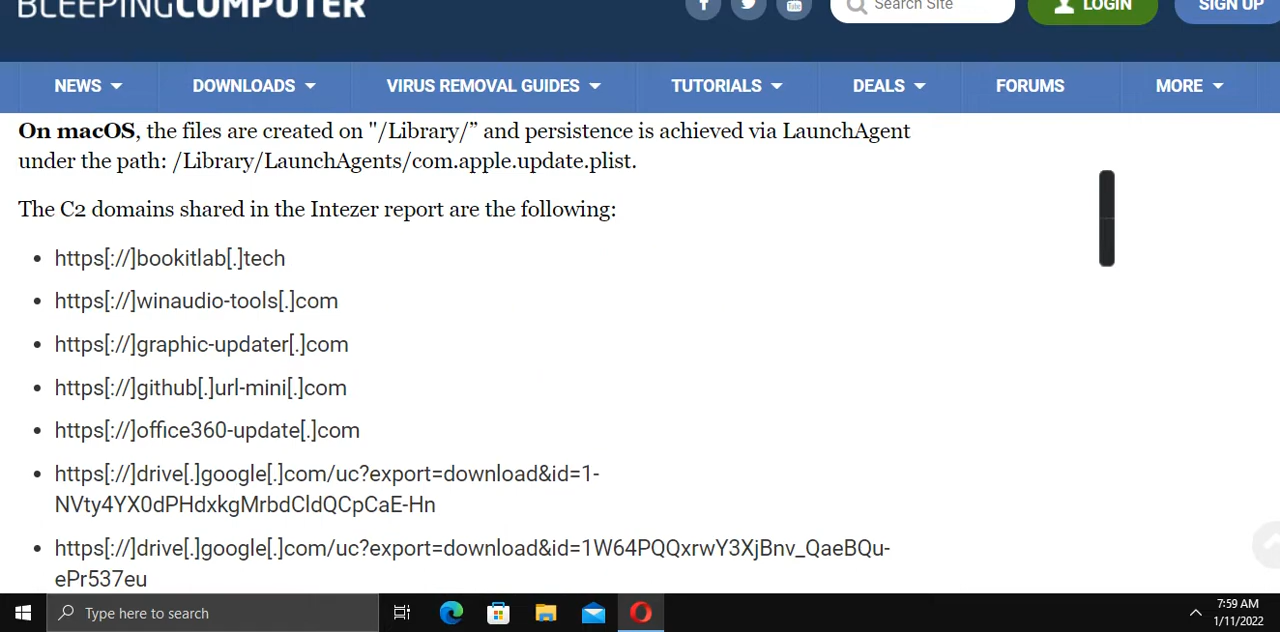 BLEEPINGCOMPUTER
Search Site
LOGIN
SIGN UP
NEWS
DOWNLOADS
VIRUS REMOVAL GUIDES
TUTORIALS
DEALS
FORUMS
MORE
On macOS, the files are created on "/Library/” and persistence is achieved via LaunchAgent
under the path: /Library/LaunchAgents/com.apple.update.plist.
The C2 domains shared in the Intezer report are the following:
• https[://]bookitlab[.]tech
• https[://]winaudio-tools[.]com
• https[://]graphic-updater[.]com
• https[://]github[.]url-mini[.]com
• https[://]office360-update[.]com
• https[://]drive[.]google[.]com/uc?export=download&id=1-
NVty4YX0dPHdxkgMrbdCldQCpCaE-Hn
• https[://]drive[.]google[.]com/uc?export=download&id=1W64PQQxrwY3XjBnv_QaeBQu-
ePr537eu
Type here to search
7:59 AM
1/11/2022